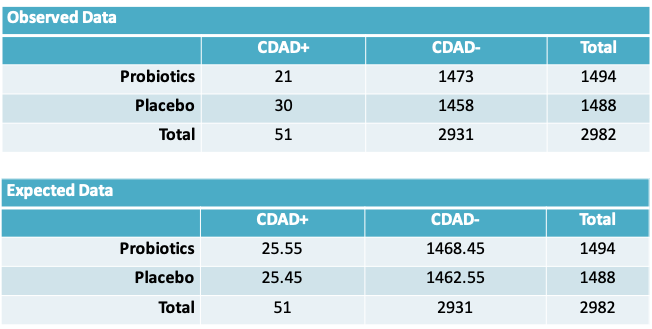 Observed Data
CDAD+ CDAD- Total
Probiotics 21 1473 1494
Placebo 30 1458 1488
Total 51 2931 2982
Expected Data
CDAD+ CDAD- Total
Probiotics 25.55 1468.45 1494
Placebo 25.45 1462.55 1488
Total 51 2931 2982